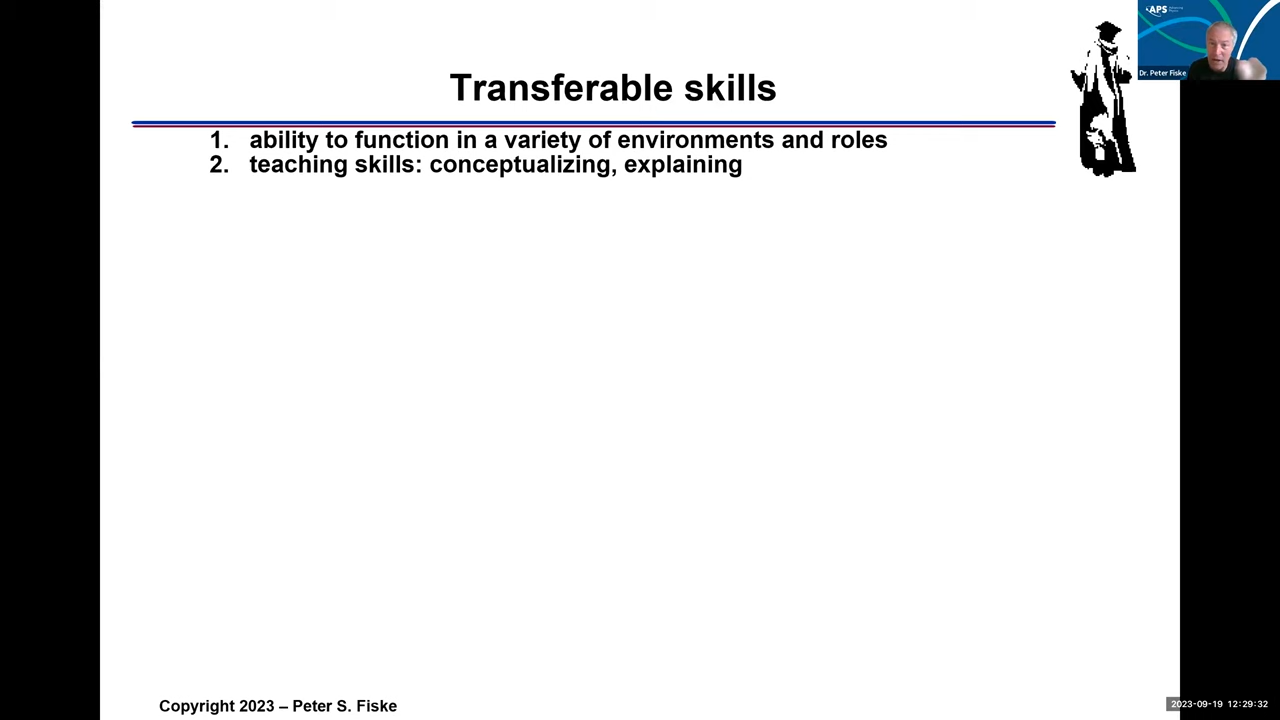 APS
Transferable skills
Dr. Peter Fiske
1. ability to function in a variety of environments and roles
2. teaching skills: conceptualizing, explaining
Copyright 2023 – Peter S. Fiske
2023-09-19 12:29:32